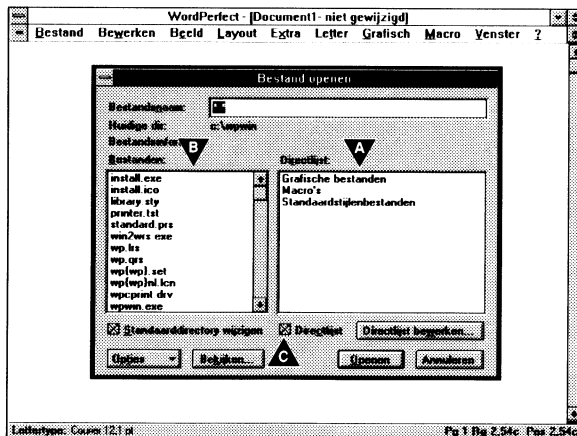 WordPerfect - [Document1- niet gewijzigd]
Bestand Bewerken Beeld Layout Extra Letter Grafisch Macro Venster ?
Bestand openen
Bestandsnaam: *.*
Huidige dir: c:\wpwin
Bestandsinfo:
B
A
Bestanden:
Directlist:
install.exe
install.ico
library.sty
printer.tst
standard.prs
win2wrs.exe
wp.lrs
wp.qrs
wp{wp}.set
wp{wp}nl.lcn
wpcprint.drv
wpwin.exe
Grafische bestanden
Macro's
Standaardstijlenbestanden
Standaarddirectory wijzigen
Directlist
Directlijst bewerken...
C
Opties
Bekijken...
Openen
Annuleren
Lettertype: Courier 12,1 pt
Pg 1 Rg 2,54c Pos 2,54c